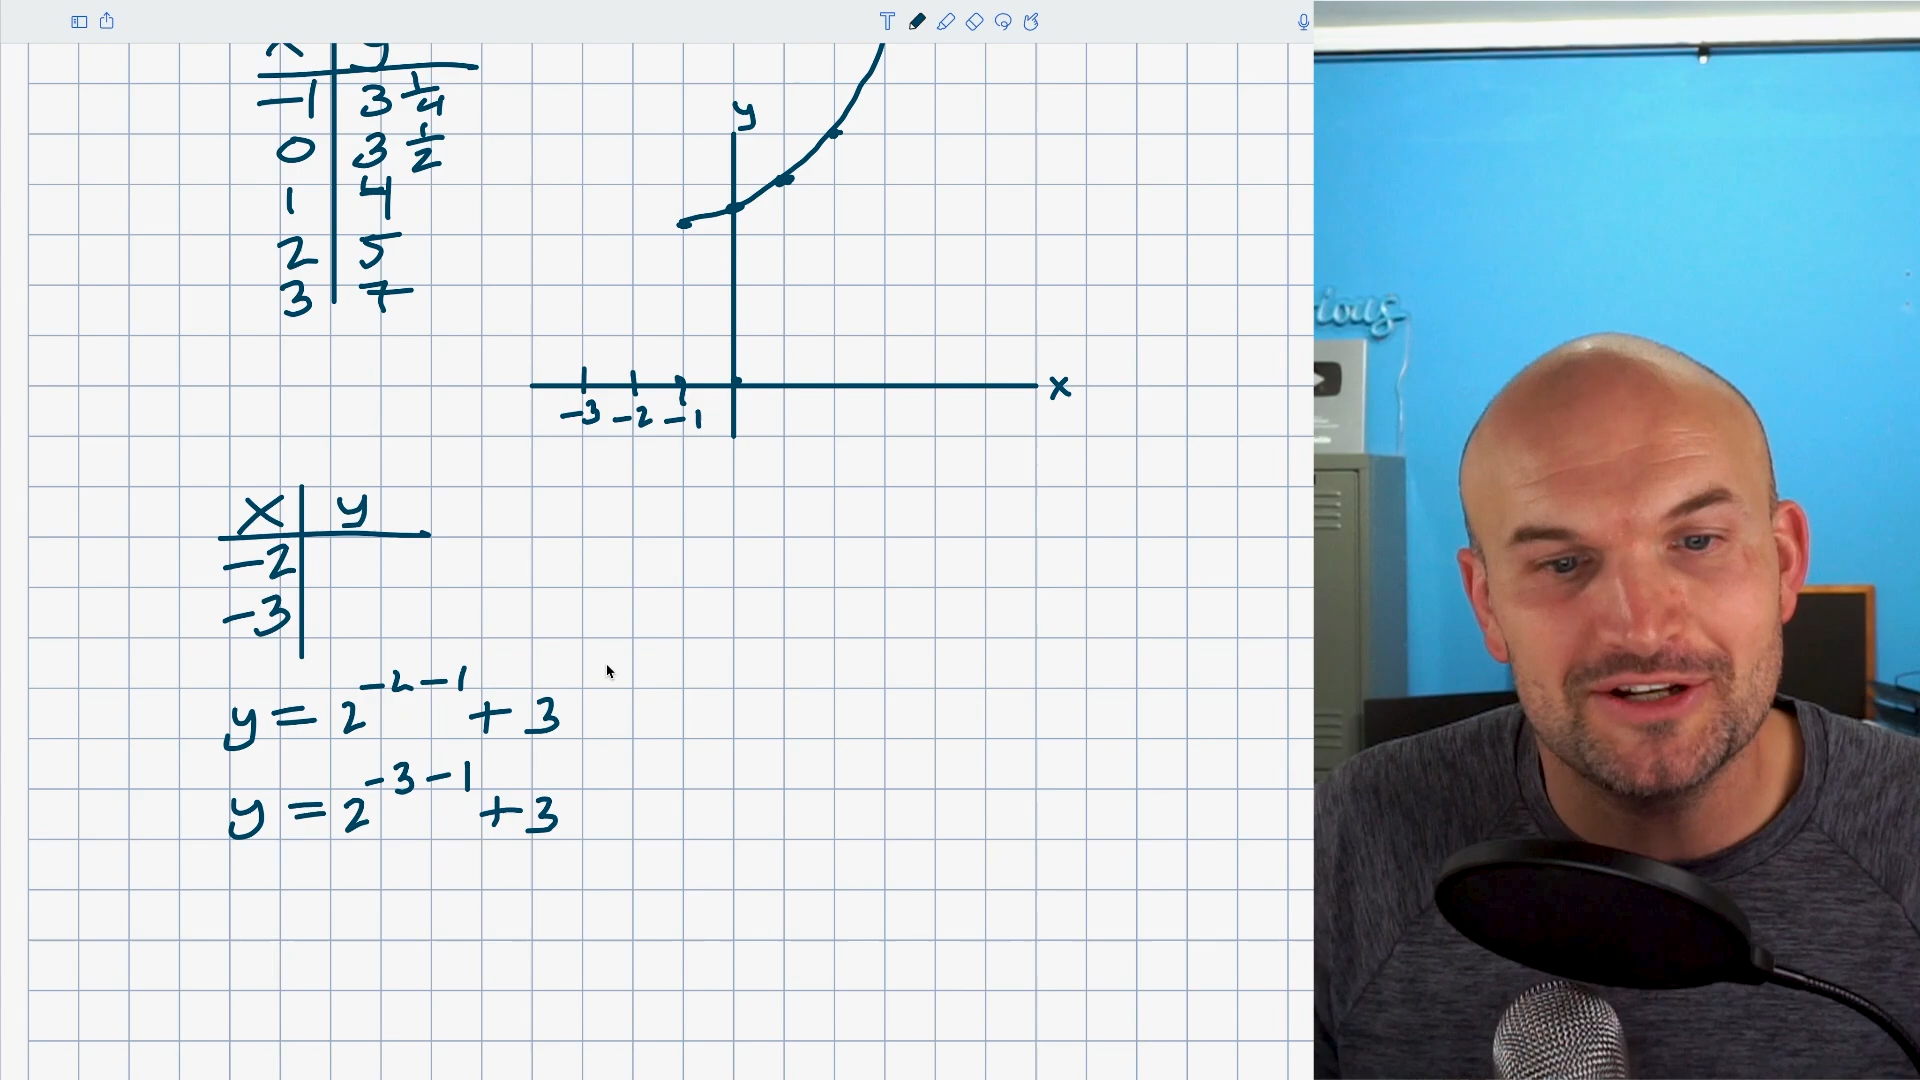 x y
-1 3 1/4
0 3 1/2
1 4
2 5
3 7
y
x
-3 -2 -1
x y
-2
-3
y = 2^{-2-1} + 3
y = 2^{-3-1} + 3
ious